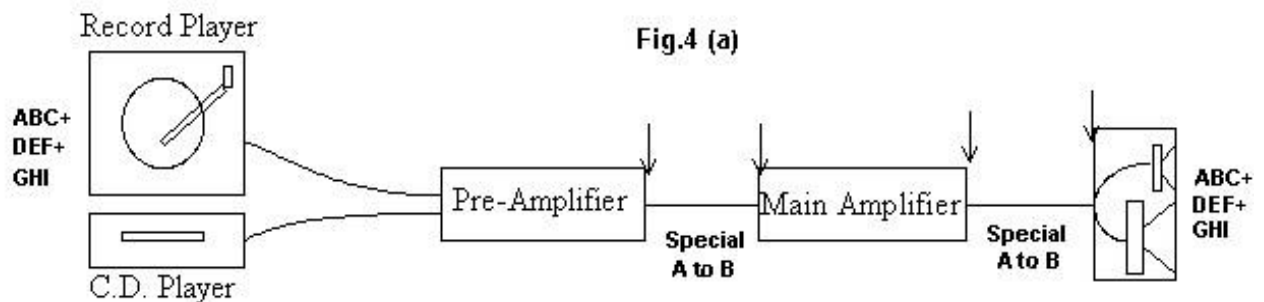 Record Player
Fig.4 (a)
ABC+
DEF+
GHI
Pre-Amplifier
Main Amplifier
Special
A to B
Special
A to B
ABC+
DEF+
GHI
C.D. Player